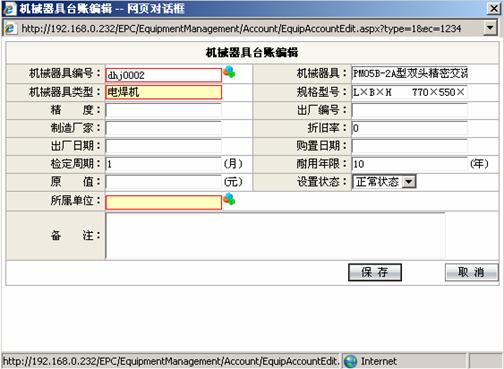 机械器具台账编辑 -- 网页对话框
http://192.168.0.232/EPC/EquipmentManagement/Account/EquipAccountEdit.aspx?type=1&ec=1234
机械器具台账编辑
机械器具编号： dhj0002 机械器具： PM05B-2A型双头精密交流
机械器具类型： 电焊机 规格型号： L×B×H 770×550×
精 度： 出厂编号：
制造厂家： 折旧率： 0
出厂日期： 购置日期：
检定周期： 1 (月) 耐用年限： 10 (年)
原 值： (元) 设置状态： 正常状态
所属单位：
备 注：
保 存 取 消
http://192.168.0.232/EPC/EquipmentManagement/Account/EquipAccountEdit. Internet